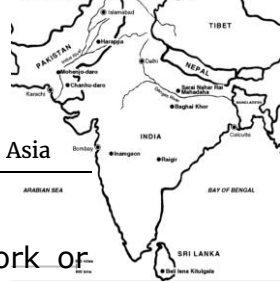 Islamabad
TIBET
Harappa
PAKISTAN
Delhi
NEPAL
Mohenjo-daro
Chanhu-daro
Karachi
Sarai Nahar Rai
Mahadaha
Baghai Khor
BANGLADESH
INDIA
Calcutta
Bombay
Inamgaon
Raigir
Asia
ARABIAN SEA
BAY OF BENGAL
ork or
SRI LANKA
Beli lena Kitulgala